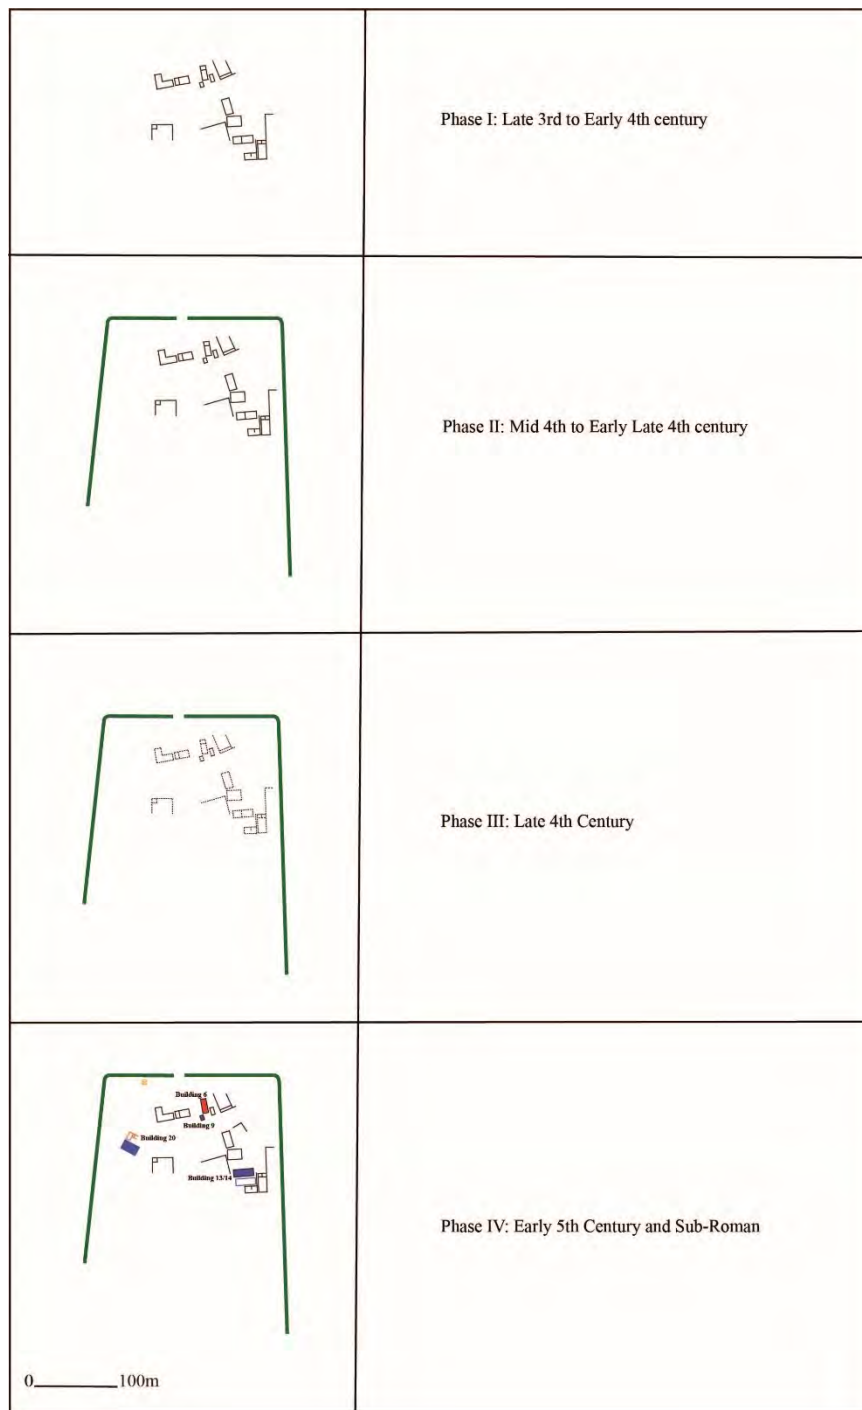 Phase I: Late 3rd to Early 4th century
Phase II: Mid 4th to Early Late 4th century
Phase III: Late 4th Century
Building 6
Building 9
Building 20
Building 13/14
Phase IV: Early 5th Century and Sub-Roman
0 100m